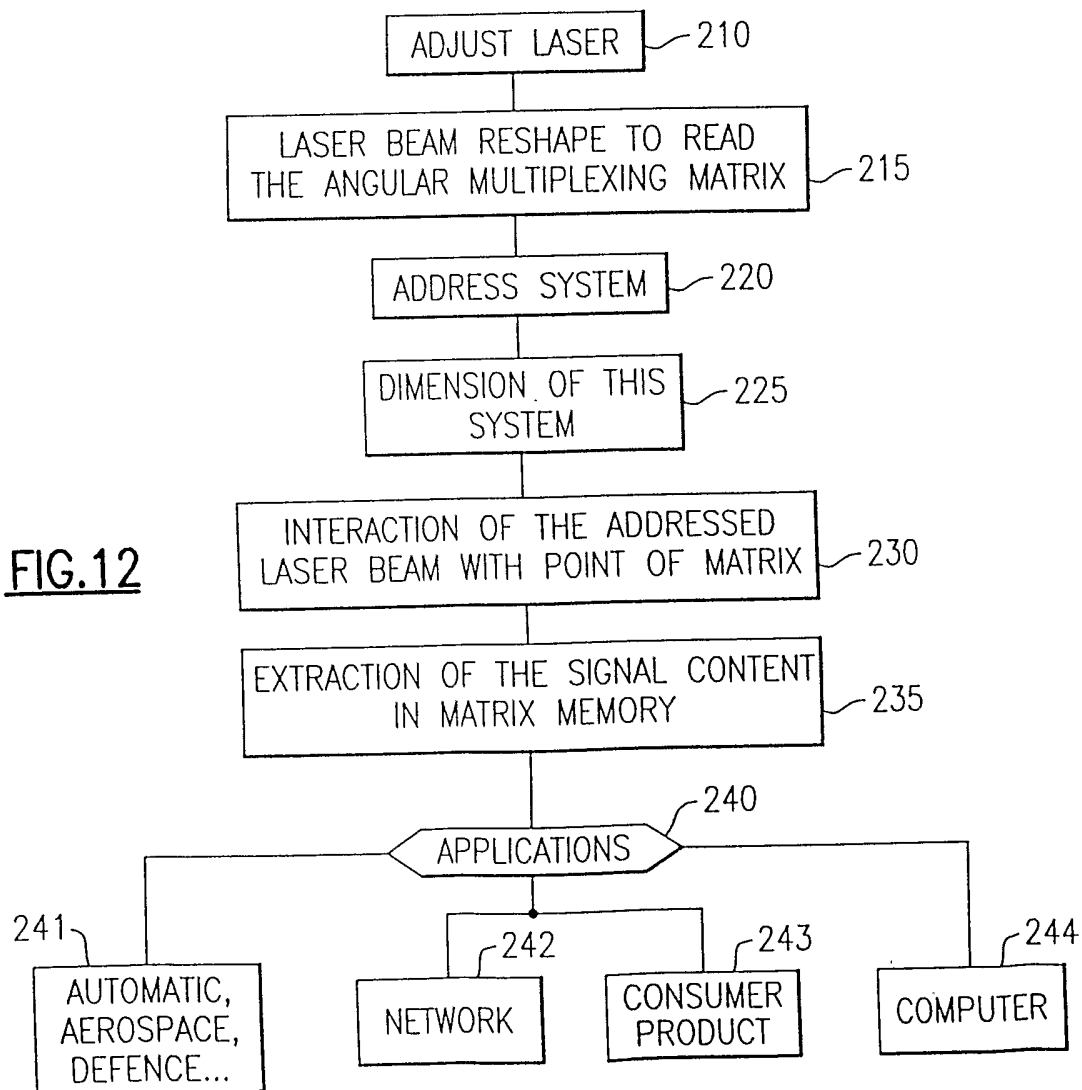 ADJUST LASER
210
LASER BEAM RESHAPE TO READ
THE ANGULAR MULTIPLEXING MATRIX
215
ADDRESS SYSTEM
220
DIMENSION OF THIS
SYSTEM
225
FIG.12
INTERACTION OF THE ADDRESSED
LASER BEAM WITH POINT OF MATRIX
230
EXTRACTION OF THE SIGNAL CONTENT
IN MATRIX MEMORY
235
240
APPLICATIONS
241
AUTOMATIC,
AEROSPACE,
DEFENCE...
242
NETWORK
243
CONSUMER
PRODUCT
244
COMPUTER